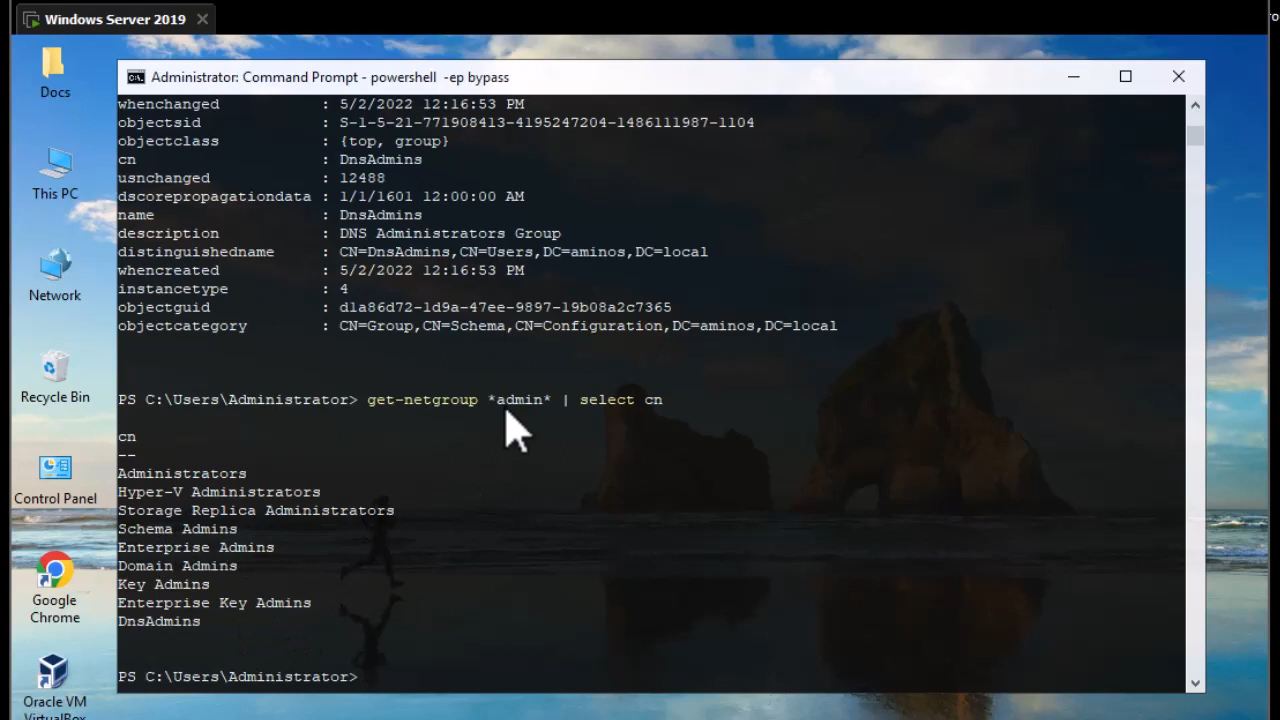 Windows Server 2019
ro
Docs
This PC
Network
Recycle Bin
Control Panel
Google
Chrome
Oracle VM
VirtualBox
Administrator: Command Prompt - powershell  -ep bypass
whenchanged           : 5/2/2022 12:16:53 PM
objectsid             : S-1-5-21-771908413-4195247204-1486111987-1104
objectclass           : {top, group}
cn                    : DnsAdmins
usnchanged            : 12488
dscorepropagationdata : 1/1/1601 12:00:00 AM
name                  : DnsAdmins
description           : DNS Administrators Group
distinguishedname     : CN=DnsAdmins,CN=Users,DC=aminos,DC=local
whencreated           : 5/2/2022 12:16:53 PM
instancetype          : 4
objectguid            : d1a86d72-1d9a-47ee-9897-19b08a2c7365
objectcategory        : CN=Group,CN=Schema,CN=Configuration,DC=aminos,DC=local
PS C:\Users\Administrator> get-netgroup *admin* | select cn
cn
--
Administrators
Hyper-V Administrators
Storage Replica Administrators
Schema Admins
Enterprise Admins
Domain Admins
Key Admins
Enterprise Key Admins
DnsAdmins
PS C:\Users\Administrator>